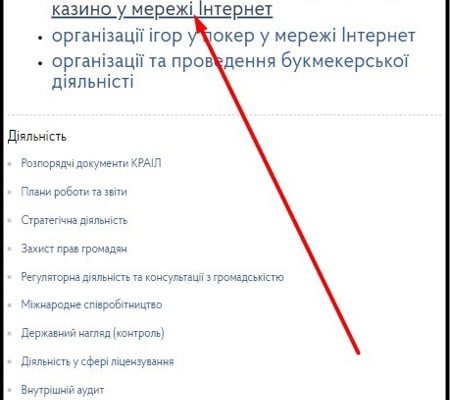 казино у мережі Інтернет
організації ігор у покер у мережі Інтернет
організації та проведення букмекерської
діяльності
Діяльність
Розпорядчі документи КРАІЛ
Плани роботи та звіти
Стратегічна діяльність
Захист прав громадян
Регуляторна діяльність та консультації з громадськістю
Міжнародне співробітництво
Державний нагляд (контроль)
Діяльність у сфері ліцензування
Внутрішній аудит